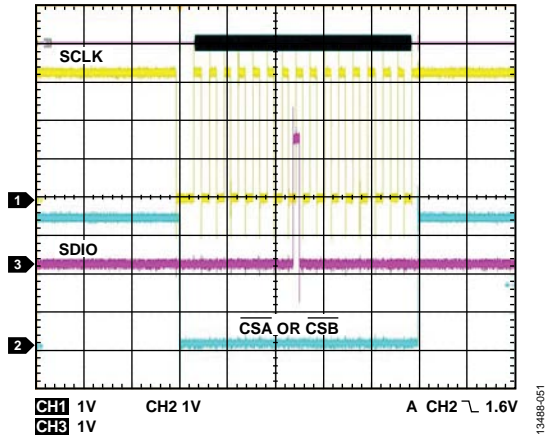 SCLK
1
SDIO
3
CSA OR CSB
2
CH1 1V CH2 1V A CH2 1.6V
CH3 1V
13488-051